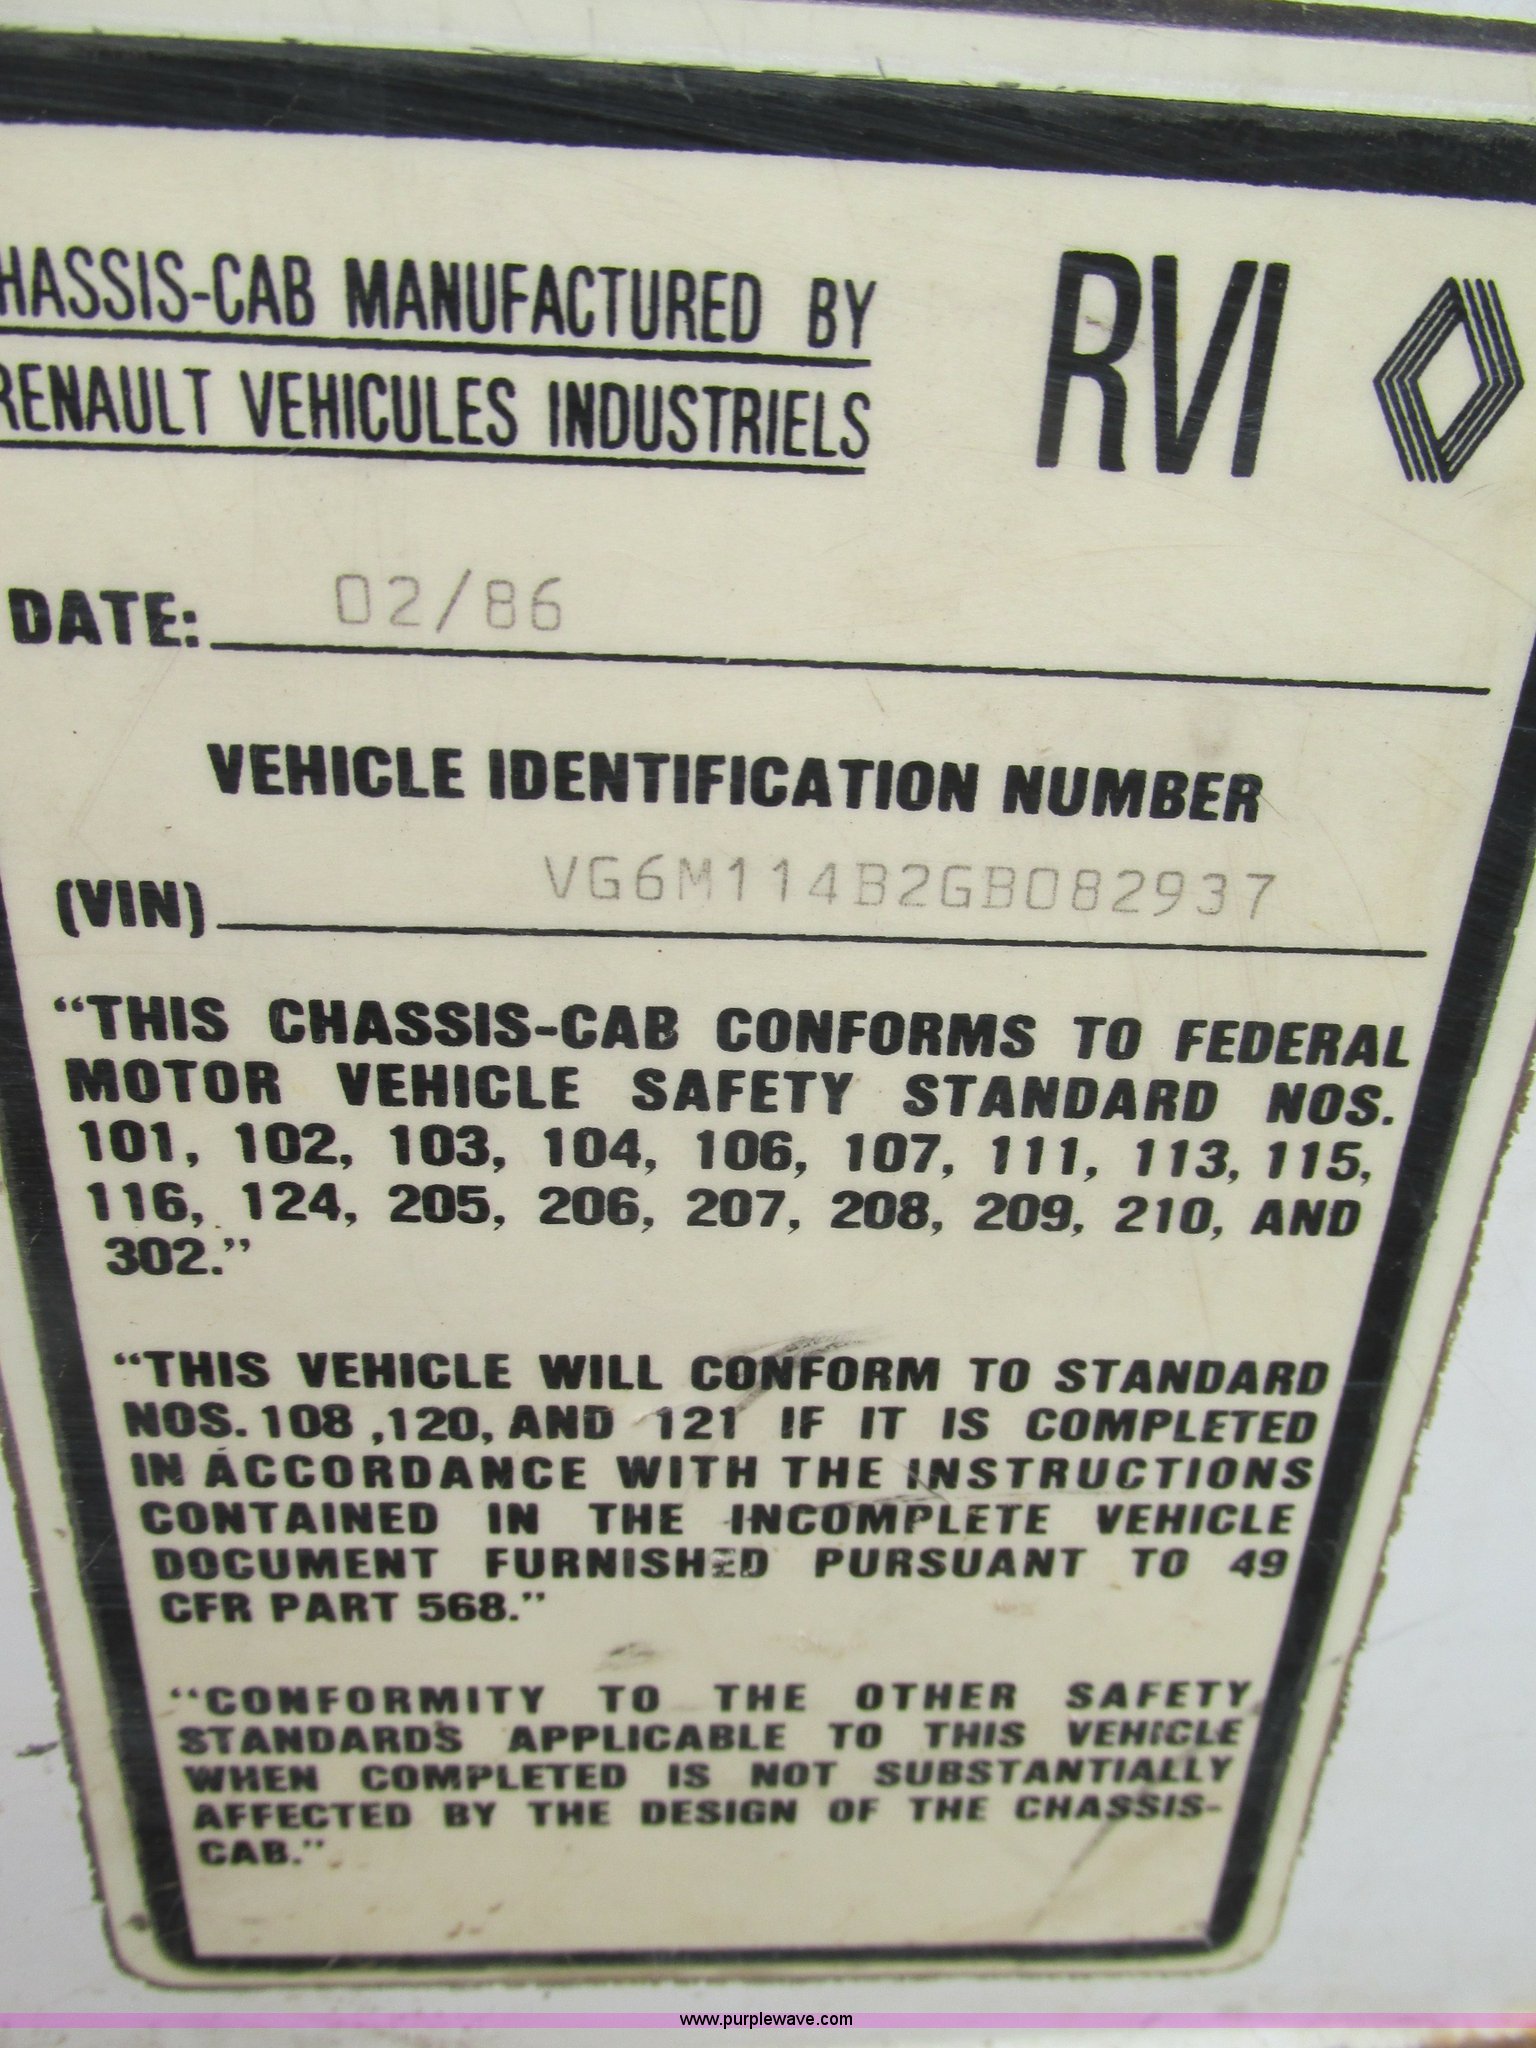 HASSIS-CAB MANUFACTURED BY
RENAULT VEHICULES INDUSTRIELS
RVI
DATE: 02/86
VEHICLE IDENTIFICATION NUMBER
(VIN) VG6M114B2GB082937
“THIS CHASSIS-CAB CONFORMS TO FEDERAL
MOTOR VEHICLE SAFETY STANDARD NOS.
101, 102, 103, 104, 106, 107, 111, 113, 115,
116, 124, 205, 206, 207, 208, 209, 210, AND
302.”
“THIS VEHICLE WILL CONFORM TO STANDARD
NOS. 108 ,120, AND 121 IF IT IS COMPLETED
IN ACCORDANCE WITH THE INSTRUCTIONS
CONTAINED IN THE INCOMPLETE VEHICLE
DOCUMENT FURNISHED PURSUANT TO 49
CFR PART 568.”
“CONFORMITY TO THE OTHER SAFETY
STANDARDS APPLICABLE TO THIS VEHICLE
WHEN COMPLETED IS NOT SUBSTANTIALLY
AFFECTED BY THE DESIGN OF THE CHASSIS-
CAB.”
www.purplewave.com